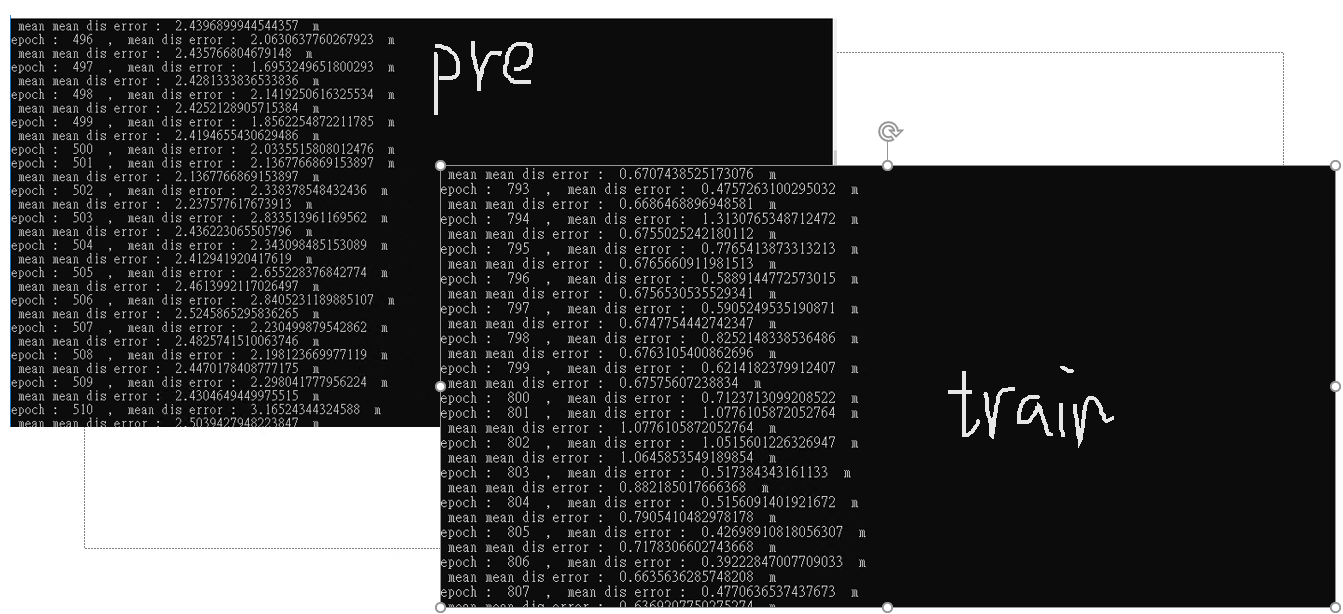 mean mean dis error : 2.4396899944544357 m
epoch : 496 , mean dis error : 2.0630637760267923 m
mean mean dis error : 2.435766804679148 m
epoch : 497 , mean dis error : 1.6953249651800293 m
mean mean dis error : 2.4281333836533836 m
epoch : 498 , mean dis error : 2.1419250616325534 m
mean mean dis error : 2.4252128905715384 m
epoch : 499 , mean dis error : 1.8562254872211785 m
mean mean dis error : 2.4194655430629486 m
epoch : 500 , mean dis error : 2.0335515808012476 m
epoch : 501 , mean dis error : 2.1367766869153897 m
mean mean dis error : 2.1367766869153897 m
epoch : 502 , mean dis error : 2.338378548432436 m
mean mean dis error : 2.237577617673913 m
epoch : 503 , mean dis error : 2.833513961169562 m
mean mean dis error : 2.436223065505796 m
epoch : 504 , mean dis error : 2.343098485153089 m
mean mean dis error : 2.412941920417619 m
epoch : 505 , mean dis error : 2.655228376842774 m
mean mean dis error : 2.4613992117026497 m
epoch : 506 , mean dis error : 2.8405231189885107 m
mean mean dis error : 2.5245865295836265 m
epoch : 507 , mean dis error : 2.230499879542862 m
mean mean dis error : 2.4825741510063746 m
epoch : 508 , mean dis error : 2.198123669977119 m
mean mean dis error : 2.4470178408777175 m
epoch : 509 , mean dis error : 2.298041777956224 m
mean mean dis error : 2.4304649449975515 m
epoch : 510 , mean dis error : 3.16524344324588 m
mean mean dis error : 2.5039427948223847 m
pre
mean mean dis error : 0.6707438525173076 m
epoch : 793 , mean dis error : 0.4757263100295032 m
mean mean dis error : 0.6686468896948581 m
epoch : 794 , mean dis error : 1.3130765348712472 m
mean mean dis error : 0.6755025242180112 m
epoch : 795 , mean dis error : 0.7765413873313213 m
mean mean dis error : 0.6765660911981513 m
epoch : 796 , mean dis error : 0.5889144772573015 m
mean mean dis error : 0.6756530535529341 m
epoch : 797 , mean dis error : 0.5905249535190871 m
mean mean dis error : 0.6747754442742347 m
epoch : 798 , mean dis error : 0.8252148338536486 m
mean mean dis error : 0.6763105400862696 m
epoch : 799 , mean dis error : 0.6214182379912407 m
mean mean dis error : 0.67575607238834 m
epoch : 800 , mean dis error : 0.7123713099208522 m
epoch : 801 , mean dis error : 1.0776105872052764 m
mean mean dis error : 1.0776105872052764 m
epoch : 802 , mean dis error : 1.0515601226326947 m
mean mean dis error : 1.0645853549189854 m
epoch : 803 , mean dis error : 0.517384343161133 m
mean mean dis error : 0.882185017666368 m
epoch : 804 , mean dis error : 0.5156091401921672 m
mean mean dis error : 0.7905410482978178 m
epoch : 805 , mean dis error : 0.42698910818056307 m
mean mean dis error : 0.7178306602743668 m
epoch : 806 , mean dis error : 0.39222847007709033 m
mean mean dis error : 0.6635636285748208 m
epoch : 807 , mean dis error : 0.4770636537437673 m
mean mean dis error : 0.6369207750275274 m
train